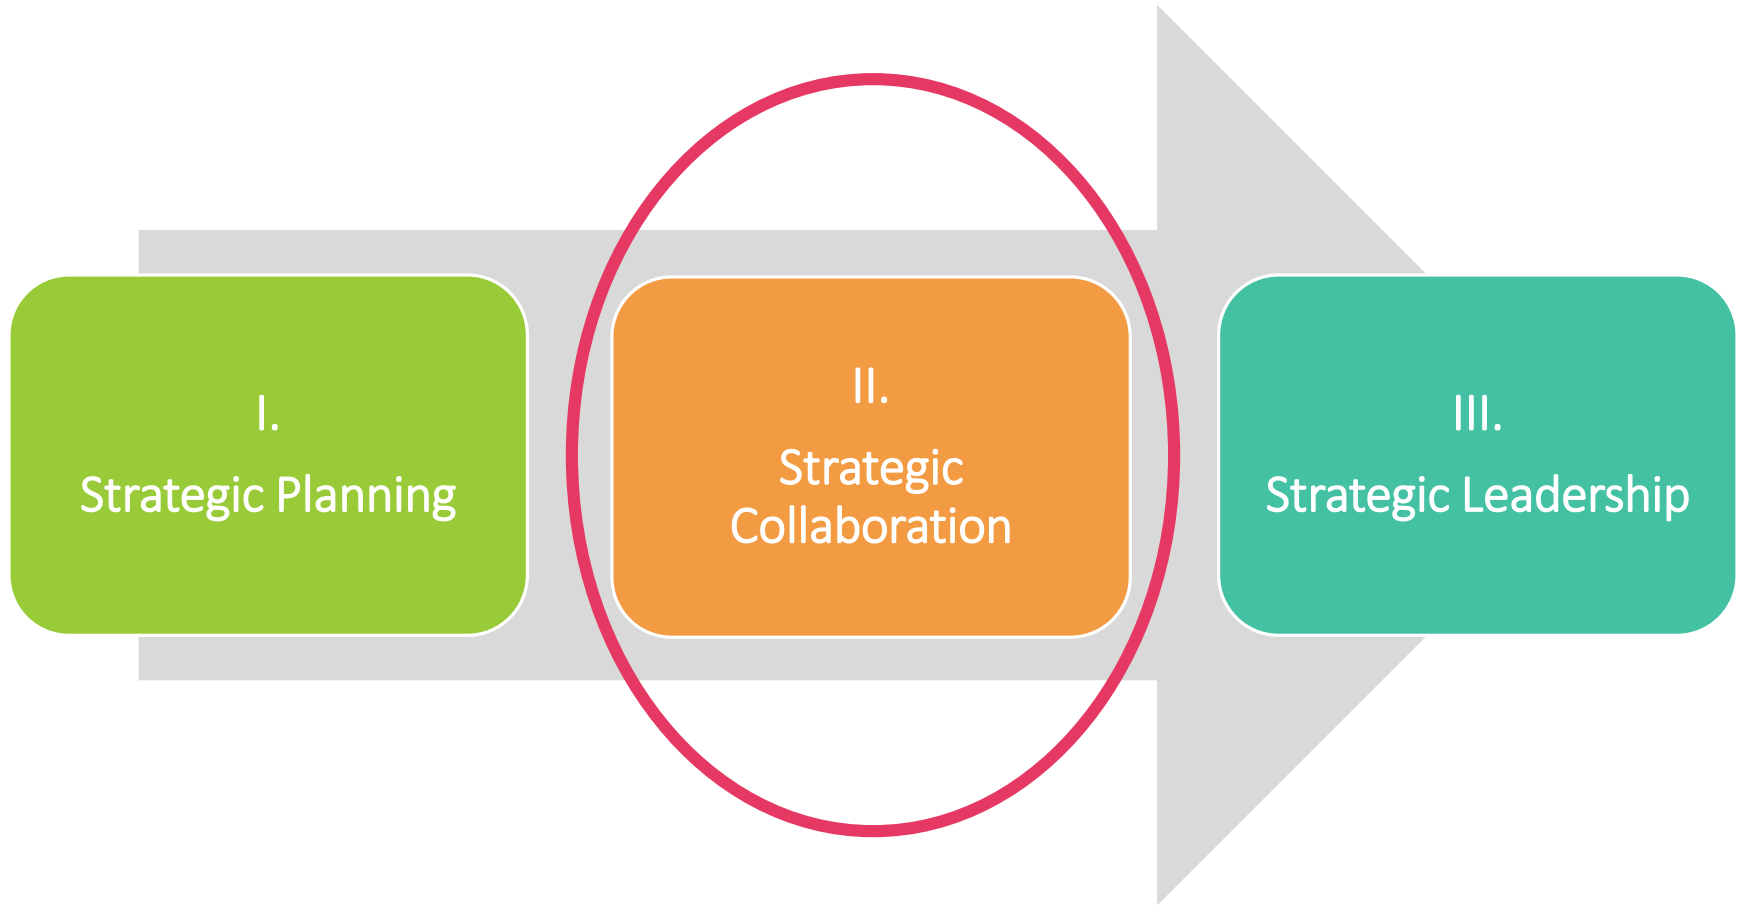 I.
Strategic Planning
II.
Strategic
Collaboration
III.
Strategic Leadership